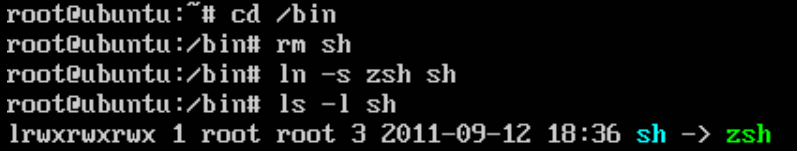 root@ubuntu:~# cd /bin
root@ubuntu:/bin# rm sh
root@ubuntu:/bin# ln -s zsh sh
root@ubuntu:/bin# ls -l sh
lrwxrwxrwx 1 root root 3 2011-09-12 18:36 sh -> zsh